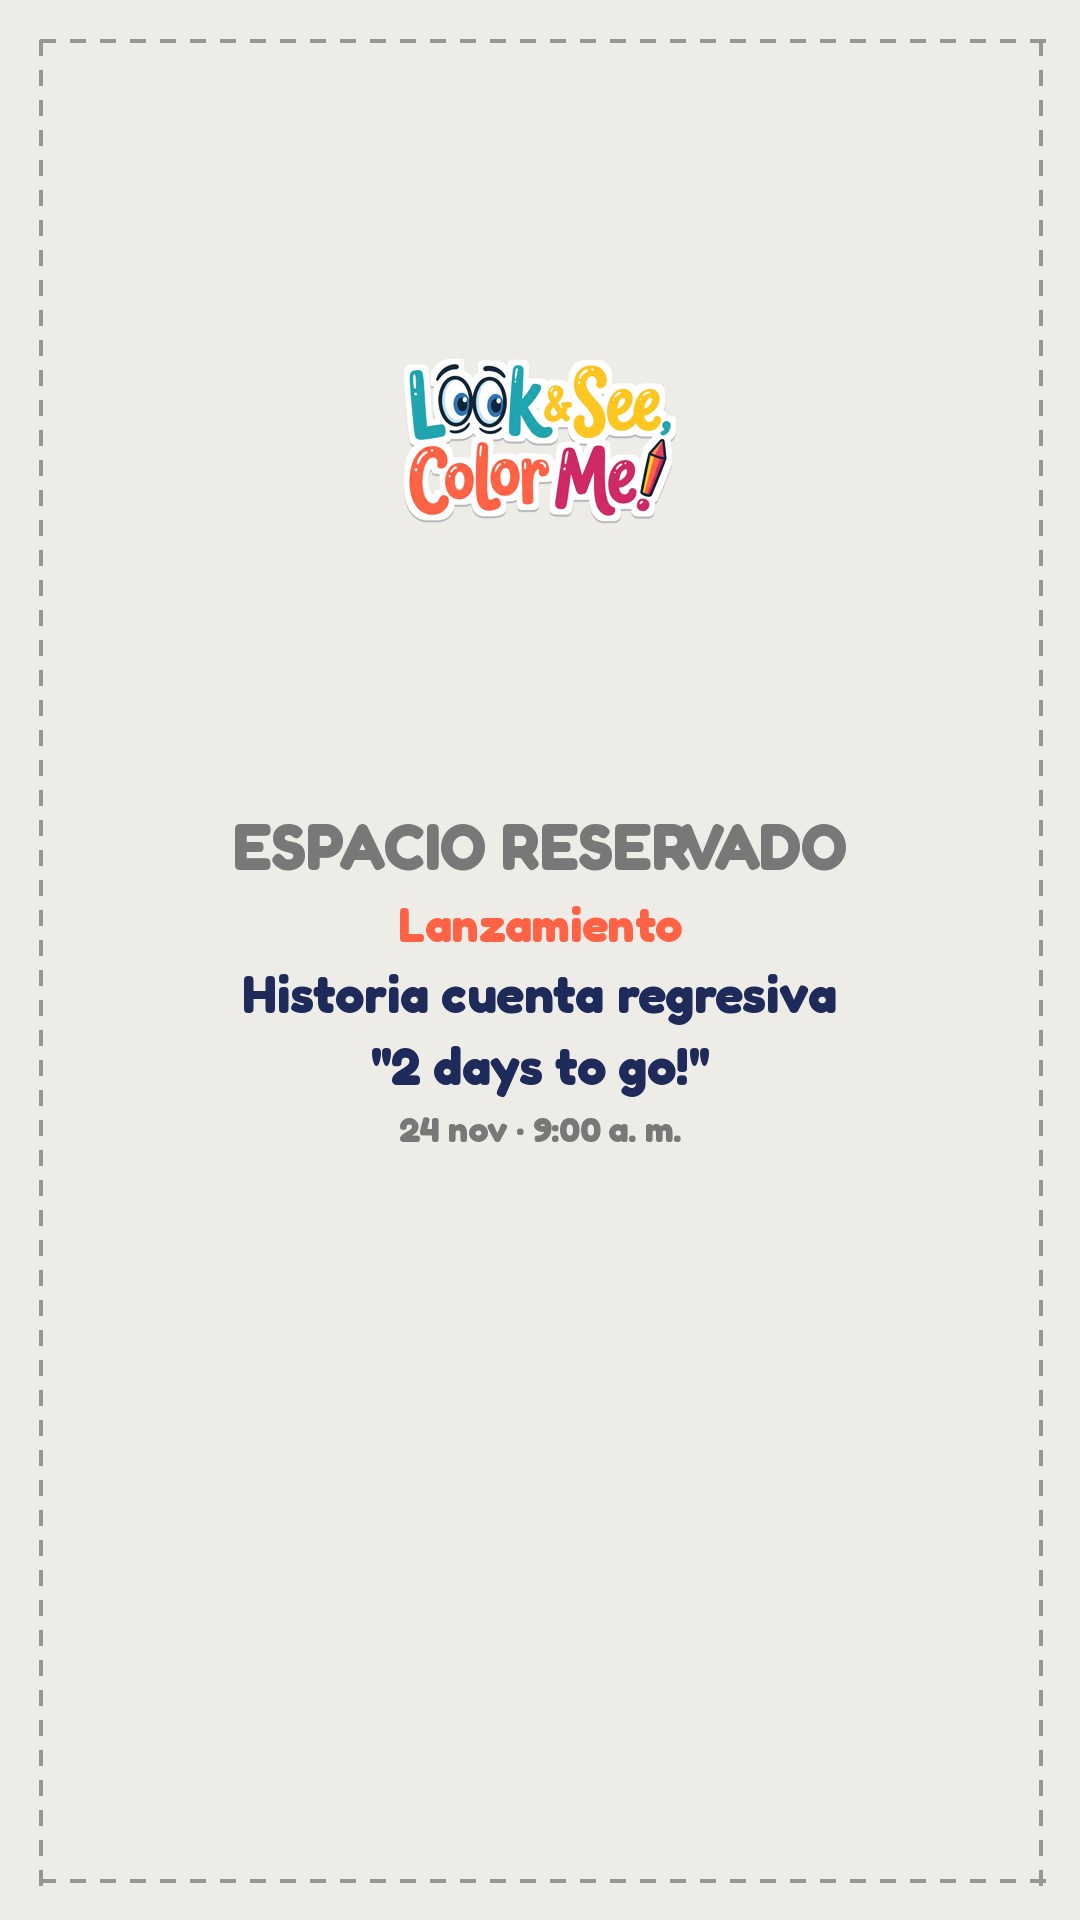 Look & See,
Color Me!
ESPACIO RESERVADO
Lanzamiento
Historia cuenta regresiva
"2 days to go!"
24 nov · 9:00 a. m.